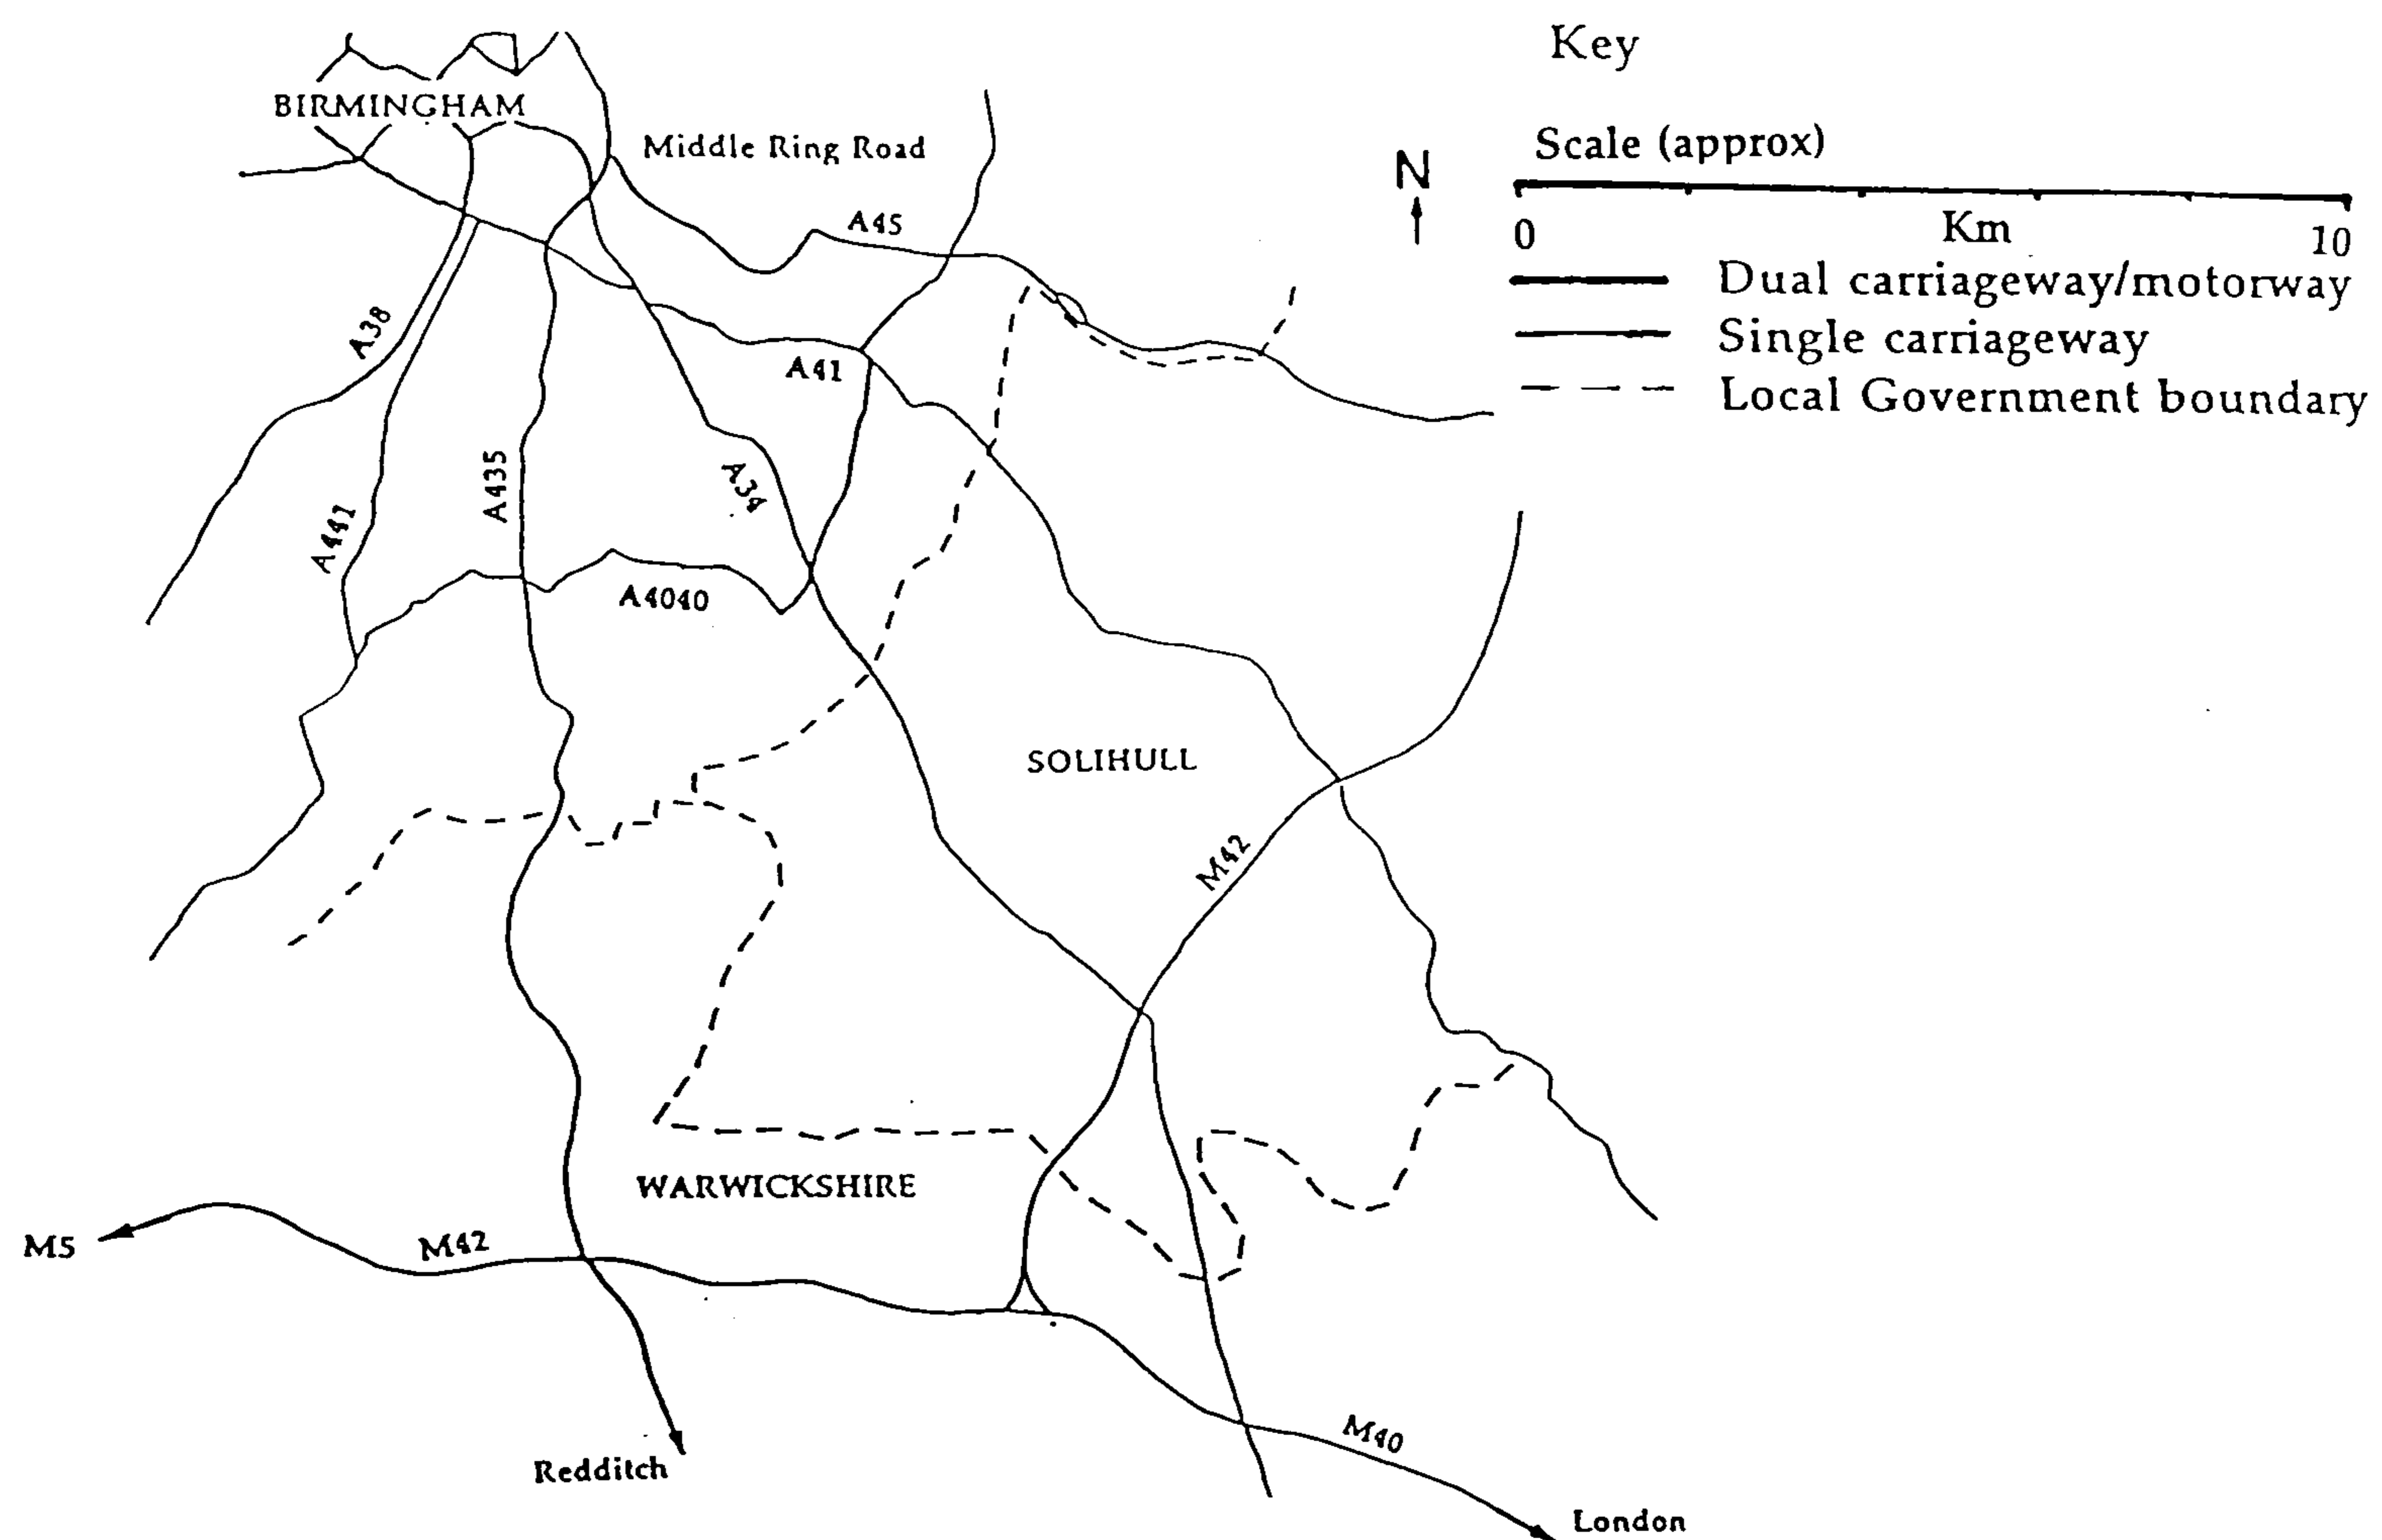 Key
BIRMINGHAM
Middle Ring Road
Scale (approx)
N
A45
0 Km 10
Dual carriageway/motorway
Single carriageway
Local Government boundary
A38
A41
A435
A34
A441
A4040
SOLIHULL
M42
WARWICKSHIRE
M5
M42
M40
Redditch
London